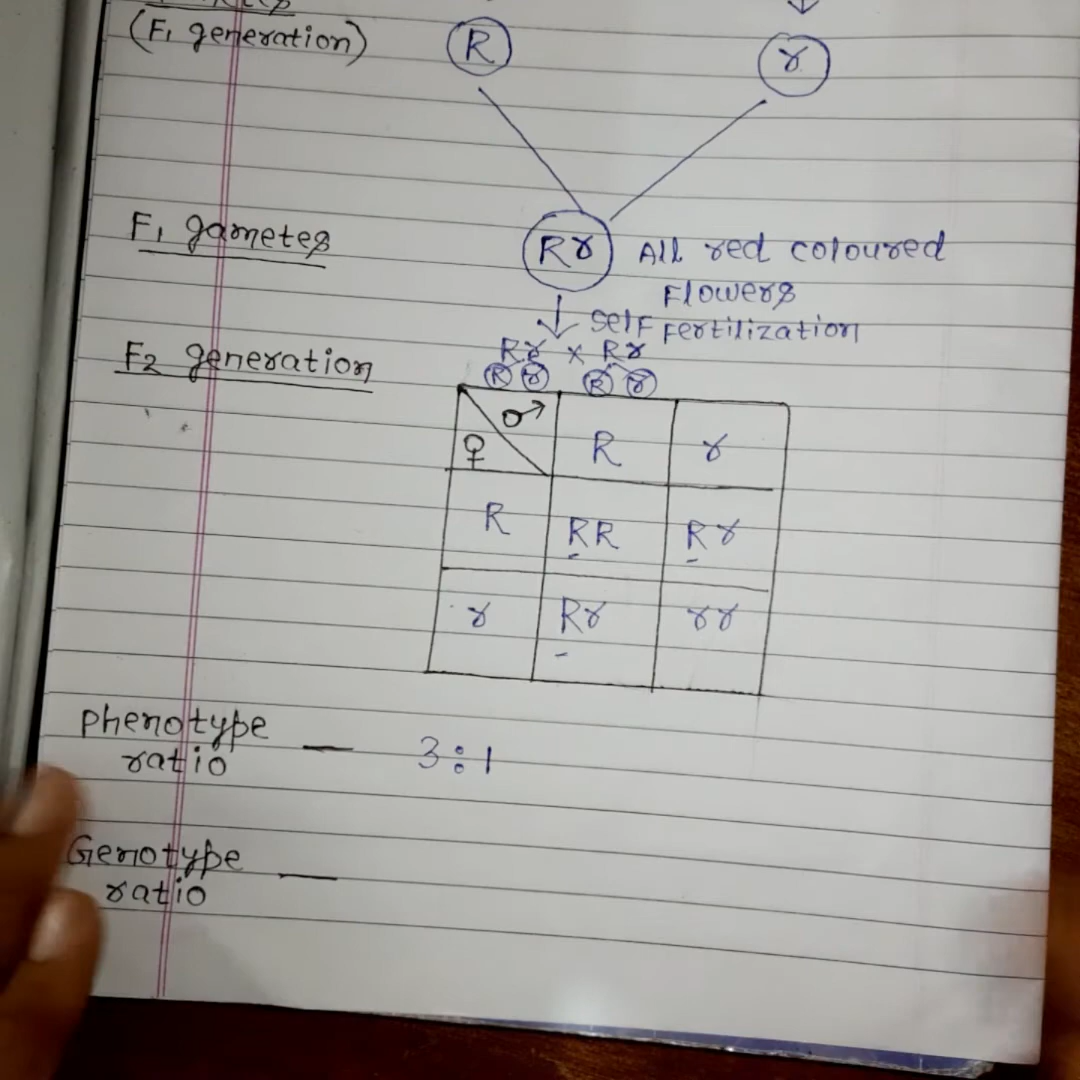 (F1 generation) R r
F1 gametes Rr All red coloured
Flowers
self Fertilization
F2 generation Rr x Rr
R r R r
♀ ♂ R r
R RR Rr
r Rr rr
Phenotype
ratio — 3:1
Genotype
ratio —